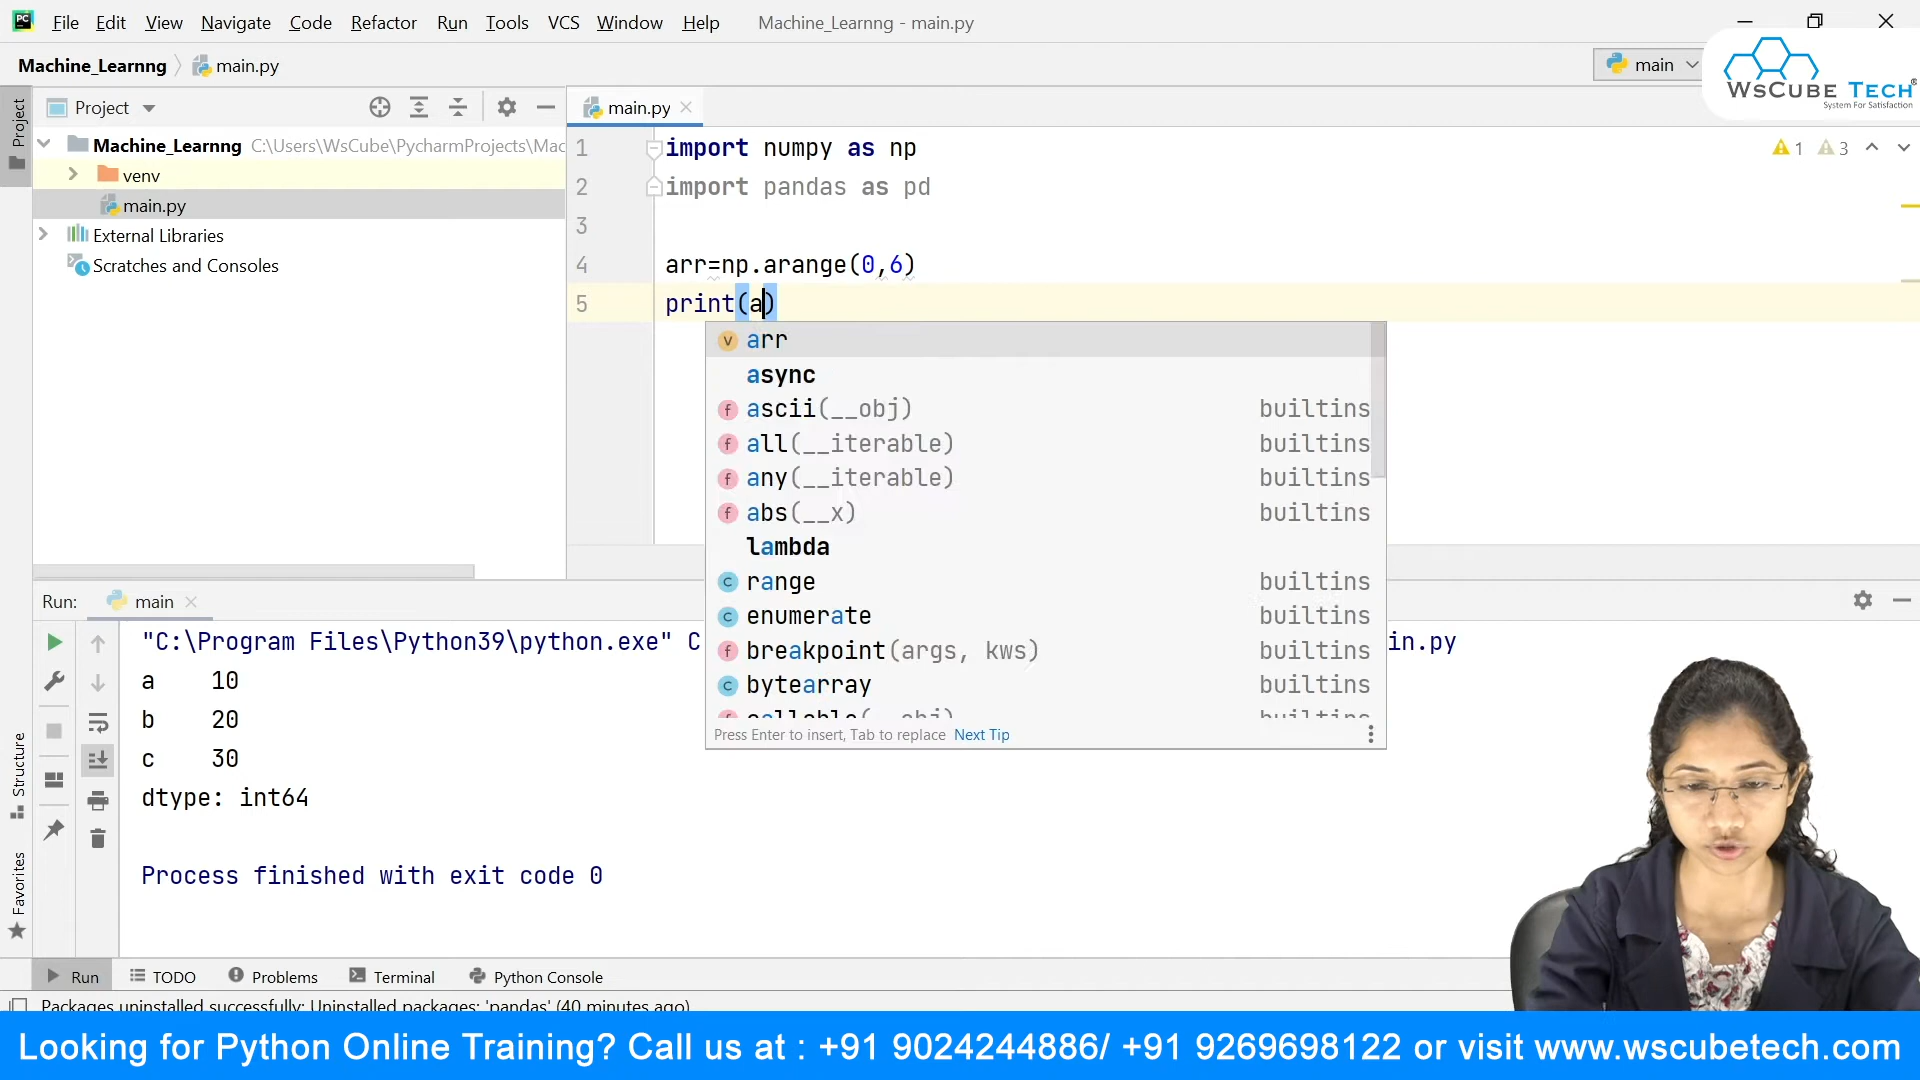 File Edit View Navigate Code Refactor Run Tools VCS Window Help Machine_Learnng - main.py
Machine_Learnng main.py
main
WsCube Tech®
System For Satisfaction
Project
Project
main.py
Machine_Learnng C:\Users\WsCube\PycharmProjects\Mac
venv
main.py
External Libraries
Scratches and Consoles
1 import numpy as np
1 3
2 import pandas as pd
3
4 arr=np.arange(0,6)
5 print(a)
arr
async
ascii(__obj) builtins
all(__iterable) builtins
any(__iterable) builtins
abs(__x) builtins
lambda
range builtins
enumerate builtins
breakpoint(args, kws) builtins
bytearray builtins
callable(__obj) builtins
Press Enter to insert, Tab to replace Next Tip
Run: main
"C:\Program Files\Python39\python.exe" C
in.py
a 10
b 20
c 30
dtype: int64
Process finished with exit code 0
Structure
Favorites
Run TODO Problems Terminal Python Console
Packages uninstalled successfully: Uninstalled packages: 'pandas' (40 minutes ago)
Looking for Python Online Training? Call us at : +91 9024244886/ +91 9269698122 or visit www.wscubetech.com